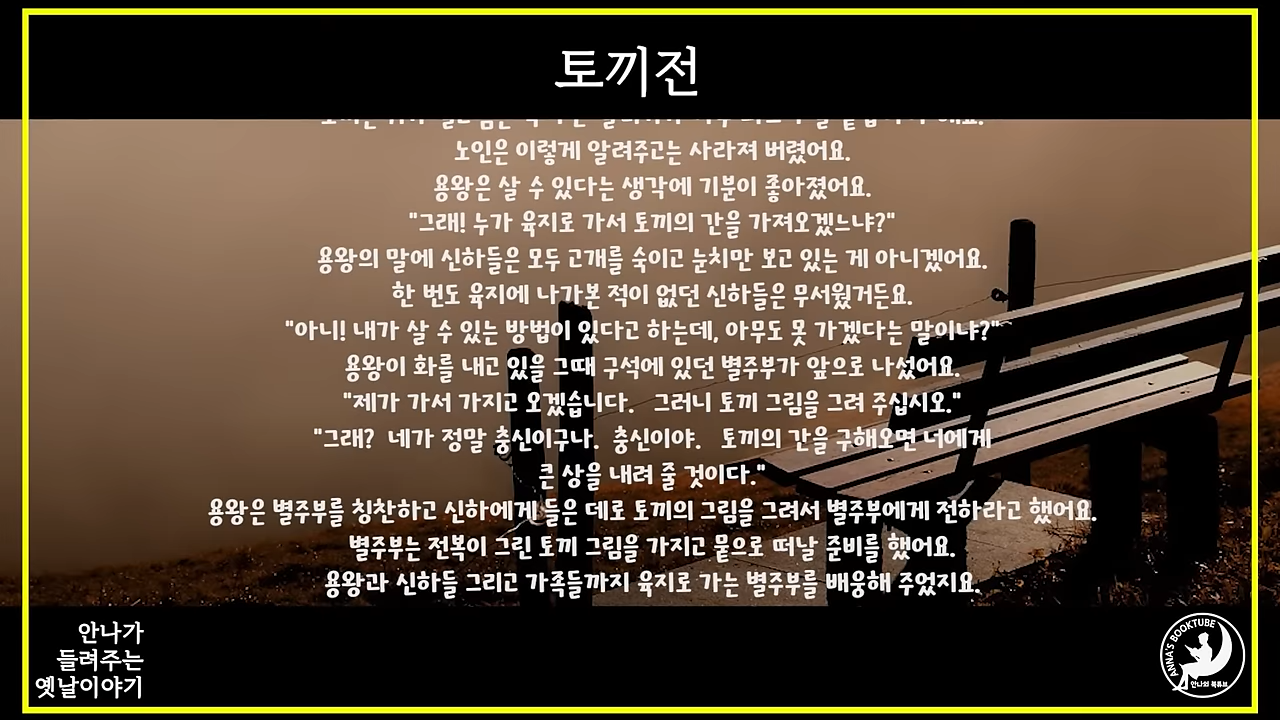 토끼전
노인은 이렇게 알려주고는 사라져 버렸어요.
용왕은 살 수 있다는 생각에 기분이 좋아졌어요.
"그래! 누가 육지로 가서 토끼의 간을 가져오겠느냐?"
용왕의 말에 신하들은 모두 고개를 숙이고 눈치만 보고 있는 게 아니겠어요.
한 번도 육지에 나가본 적이 없던 신하들은 무서웠거든요.
"아니! 내가 살 수 있는 방법이 있다고 하는데, 아무도 못 가겠다는 말이냐?"
용왕이 화를 내고 있을 그때 구석에 있던 별주부가 앞으로 나섰어요.
"제가 가서 가지고 오겠습니다. 그러니 토끼 그림을 그려 주십시오."
"그래? 네가 정말 충신이구나. 충신이야. 토끼의 간을 구해오면 너에게
큰 상을 내려 줄 것이다."
용왕은 별주부를 칭찬하고 신하에게 들은 데로 토끼의 그림을 그려서 별주부에게 전하라고 했어요.
별주부는 전복이 그린 토끼 그림을 가지고 뭍으로 떠날 준비를 했어요.
용왕과 신하들 그리고 가족들까지 육지로 가는 별주부를 배웅해 주었지요.
안나가
들려주는
옛날이야기
ANNA'S BOOKTUBE
안나의 북튜브